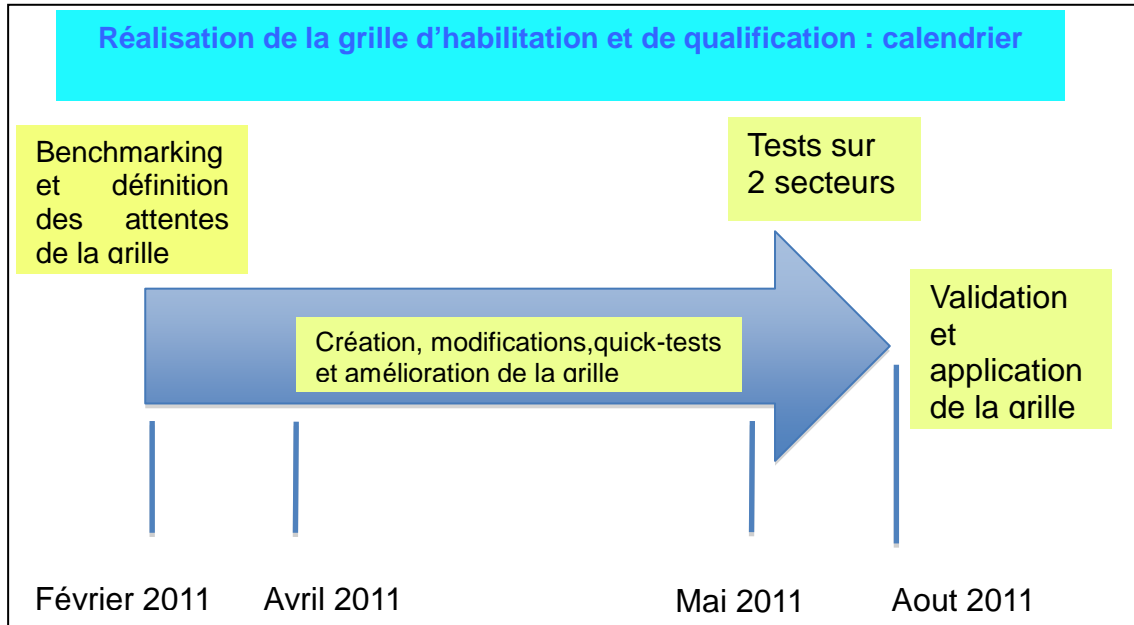 Réalisation de la grille d’habilitation et de qualification : calendrier
Benchmarking
et définition
des attentes
de la grille
Tests sur
2 secteurs
Création, modifications,quick-tests
et amélioration de la grille
Validation
et
application
de la grille
Février 2011 Avril 2011 Mai 2011 Aout 2011